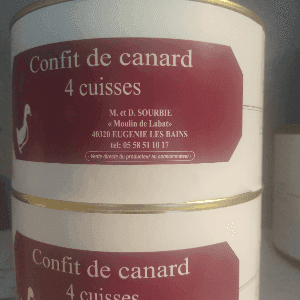 Confit de canard
4 cuisses
M. et D. SOURBIE
« Moulin de Labat»
40320 EUGENIE LES BAINS
tel: 05 58 51 10 17
Vente directe du producteur au consommateur
Confit de canard
4 cuisses